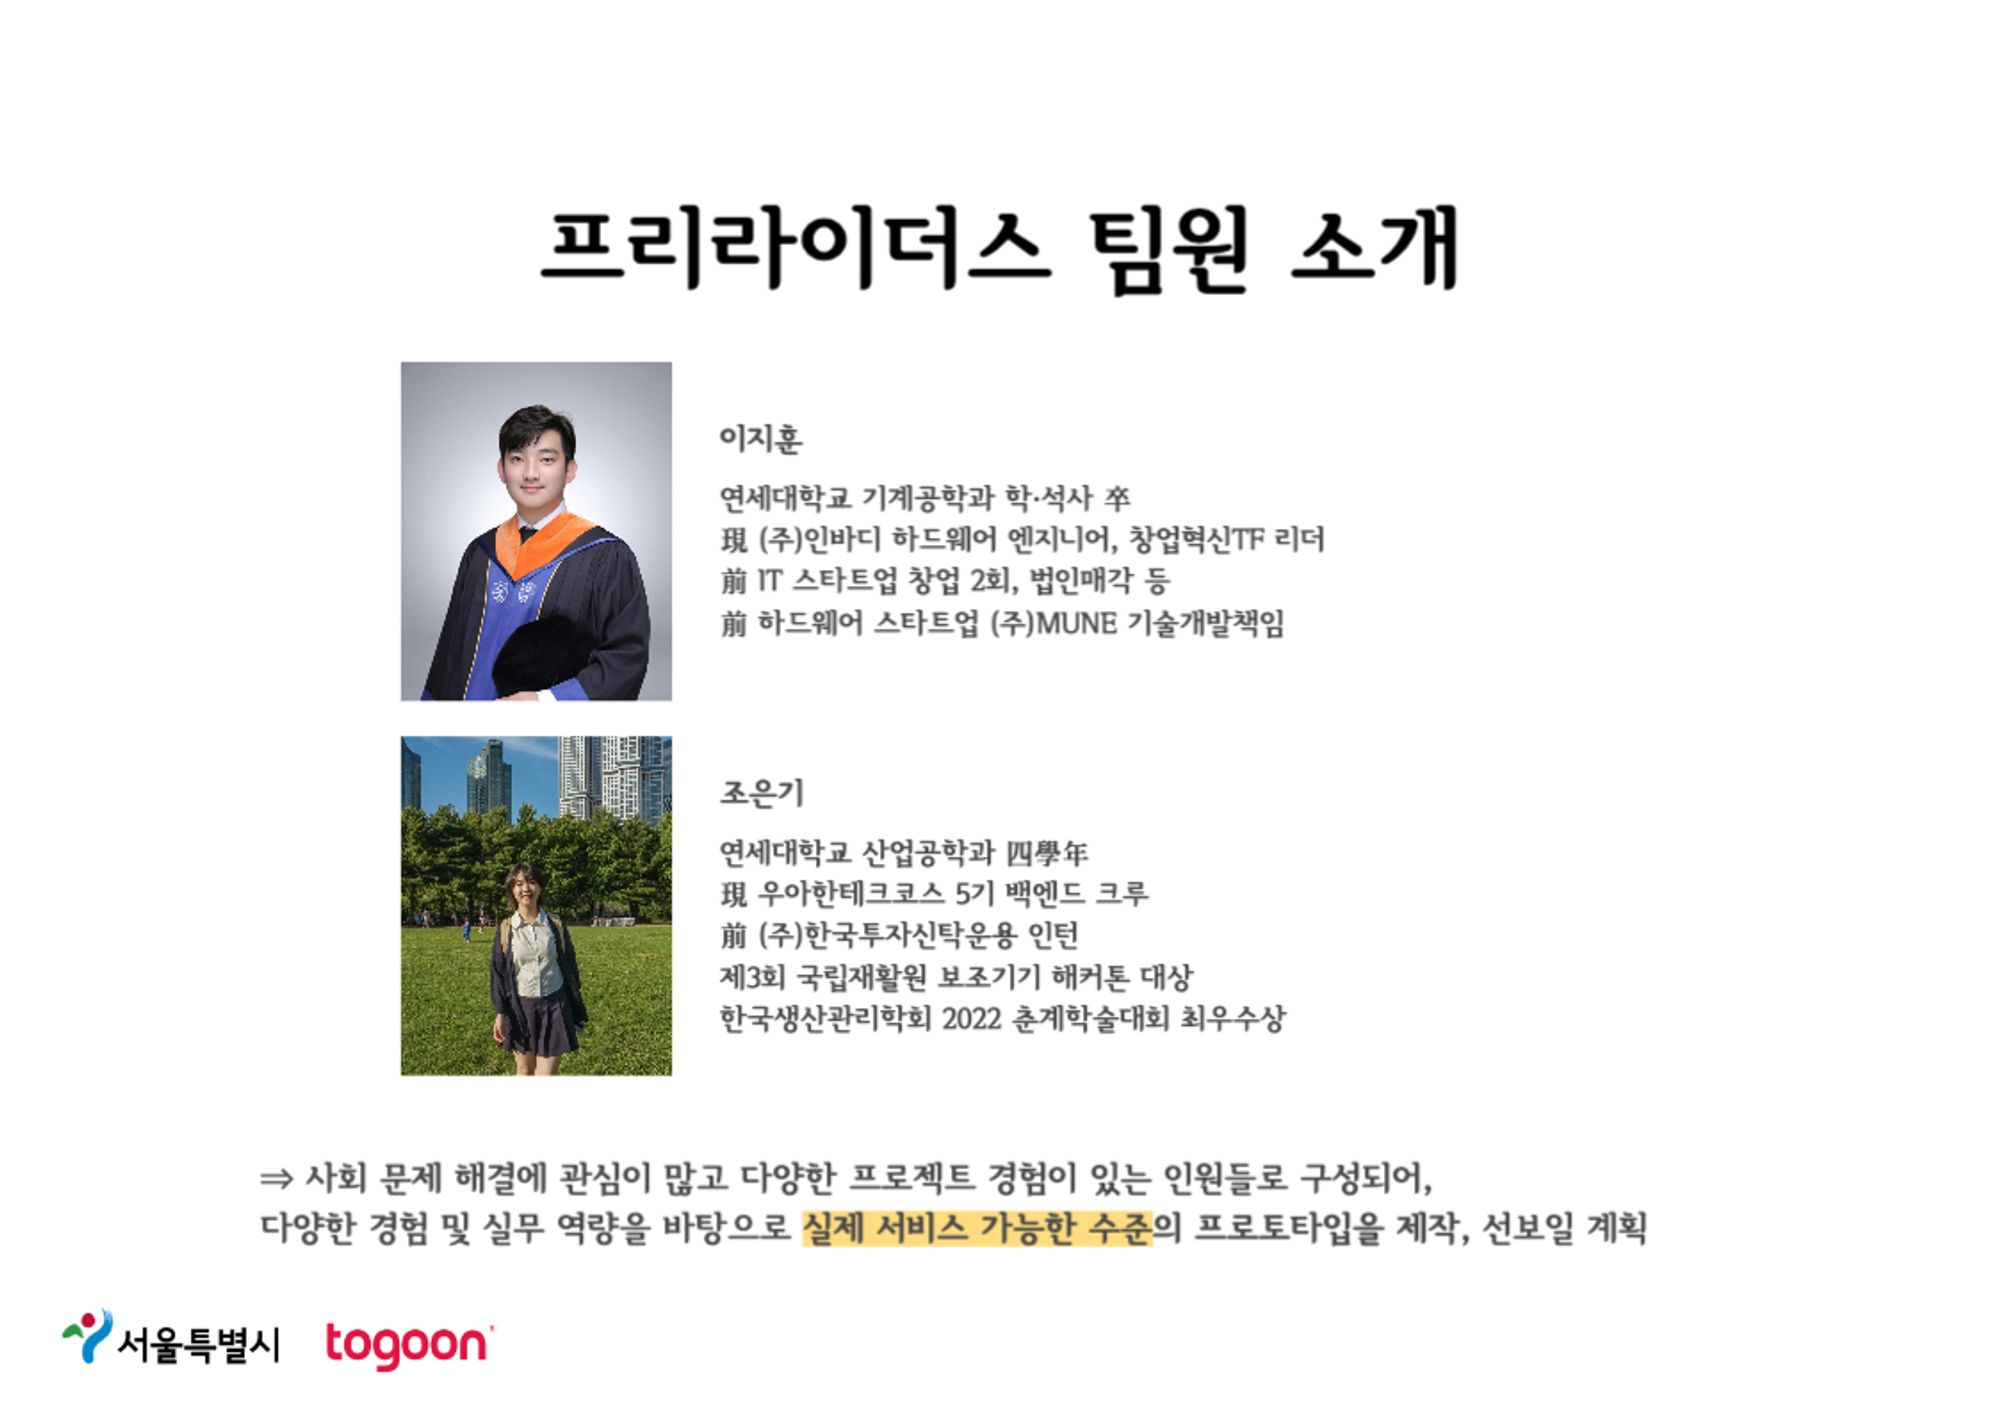 프리라이더스 팀원 소개
이지훈
연세대학교 기계공학과 학·석사 卒
現 (주)인바디 하드웨어 엔지니어, 창업혁신TF 리더
前 IT 스타트업 창업 2회, 법인매각 등
前 하드웨어 스타트업 (주)MUNE 기술개발책임
조은기
연세대학교 산업공학과 四學年
現 우아한테크코스 5기 백엔드 크루
前 (주)한국투자신탁운용 인턴
제3회 국립재활원 보조기기 해커톤 대상
한국생산관리학회 2022 춘계학술대회 최우수상
⇒ 사회 문제 해결에 관심이 많고 다양한 프로젝트 경험이 있는 인원들로 구성되어,
다양한 경험 및 실무 역량을 바탕으로 실제 서비스 가능한 수준의 프로토타입을 제작, 선보일 계획
서울특별시 togoon